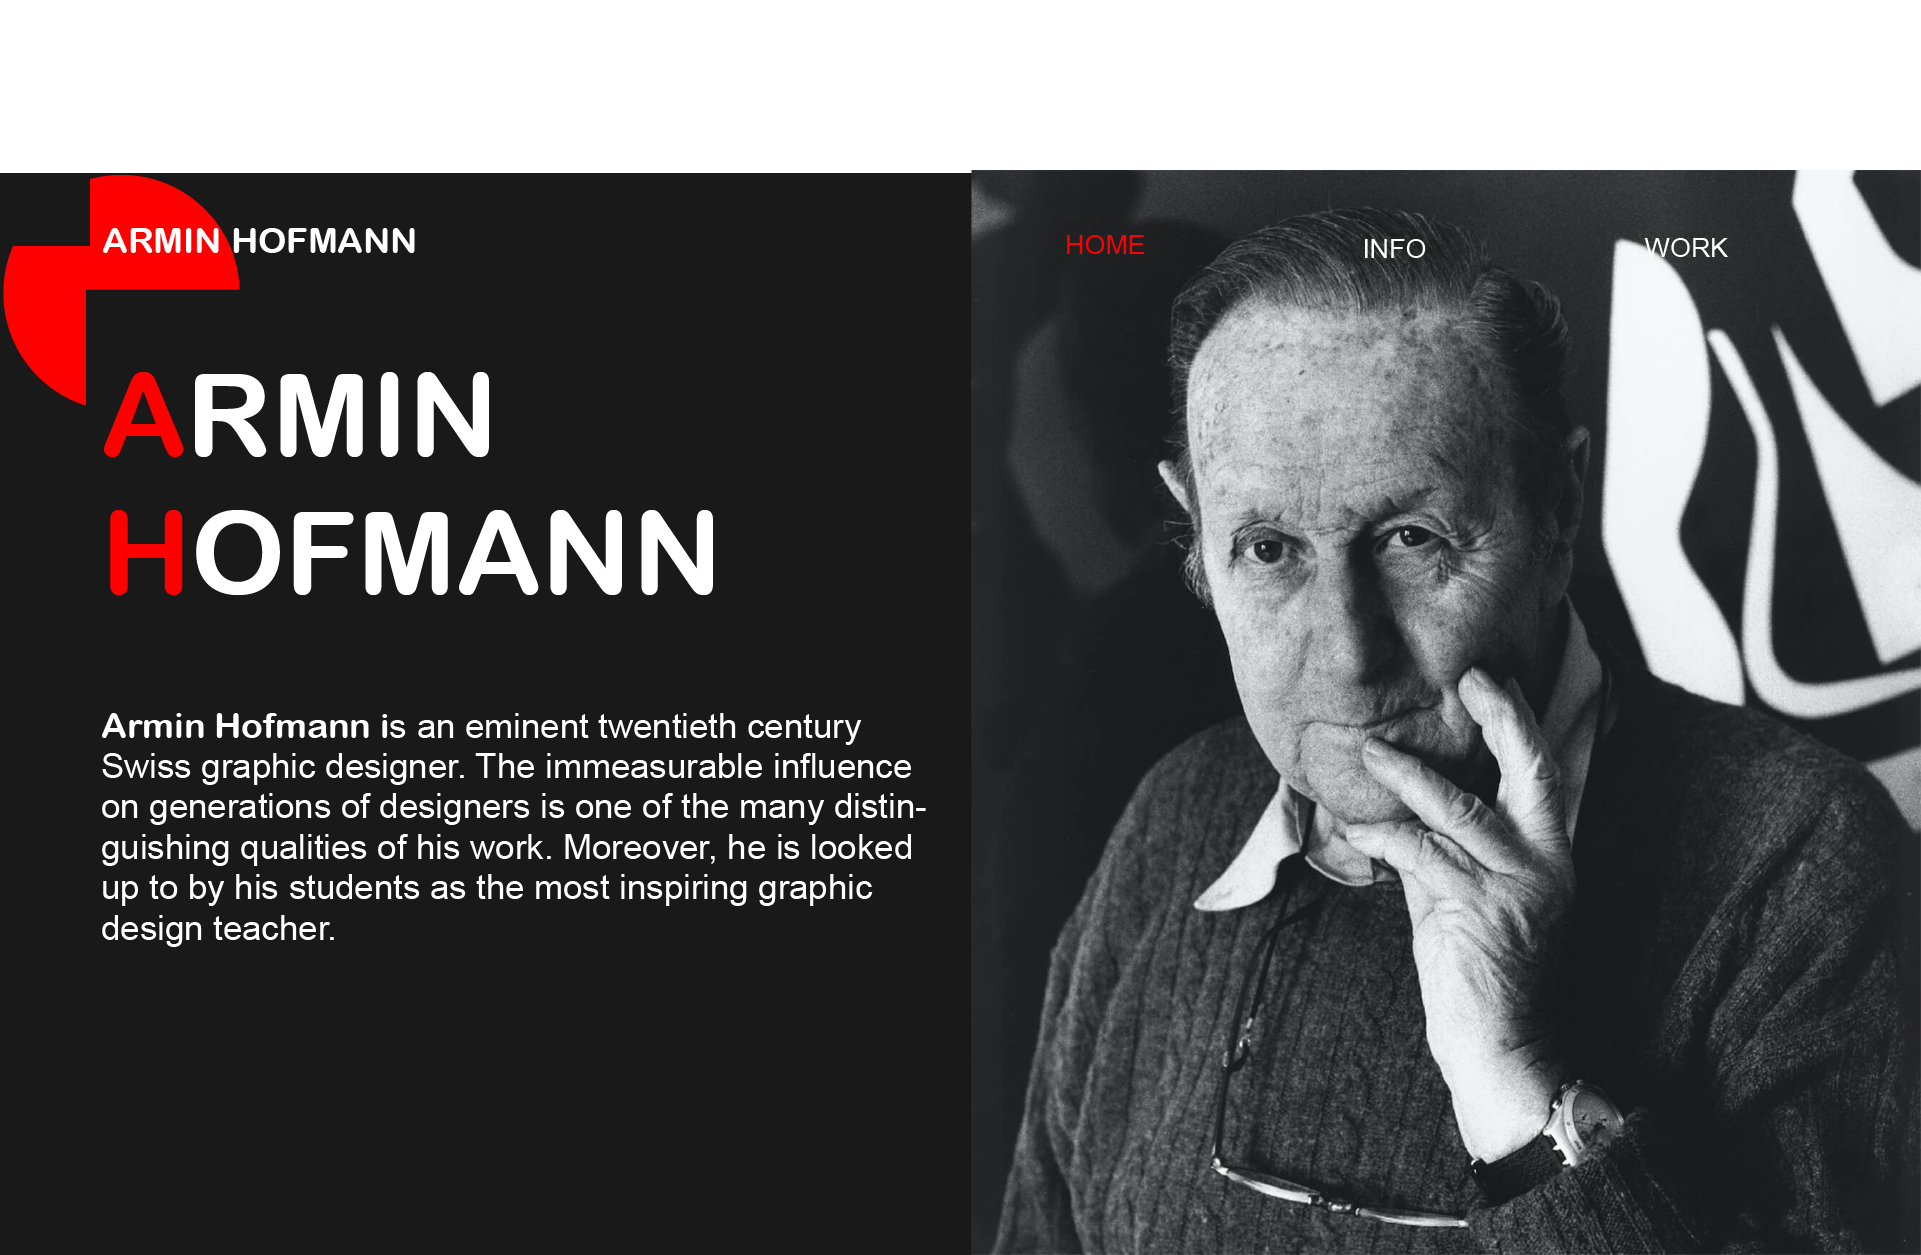 ARMIN HOFMANN
HOME
INFO
WORK
ARMIN
HOFMANN
Armin Hofmann is an eminent twentieth century
Swiss graphic designer. The immeasurable influence
on generations of designers is one of the many distin-
guishing qualities of his work. Moreover, he is looked
up to by his students as the most inspiring graphic
design teacher.